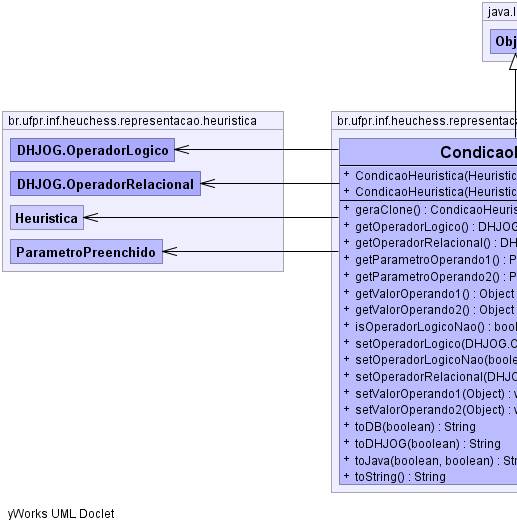 java.l
Obj
br.ufpr.inf.heuchess.representacao.heuristica
DHJOG.OperadorLogico
DHJOG.OperadorRelacional
Heuristica
ParametroPreenchido
br.ufpr.inf.heuchess.representaca
CondicaoH
+ CondicaoHeuristica(Heuristic
+ CondicaoHeuristica(Heuristic
+ geraClone() : CondicaoHeuris
+ getOperadorLogico() : DHJOG
+ getOperadorRelacional() : DH
+ getParametroOperando1() : P
+ getParametroOperando2() : P
+ getValorOperando1() : Object
+ getValorOperando2() : Object
+ isOperadorLogicoNao() : bool
+ setOperadorLogico(DHJOG.O
+ setOperadorLogicoNao(boole
+ setOperadorRelacional(DHJO
+ setValorOperando1(Object) : v
+ setValorOperando2(Object) : v
+ toDB(boolean) : String
+ toDHJOG(boolean) : String
+ toJava(boolean, boolean) : Str
+ toString() : String
yWorks UML Doclet